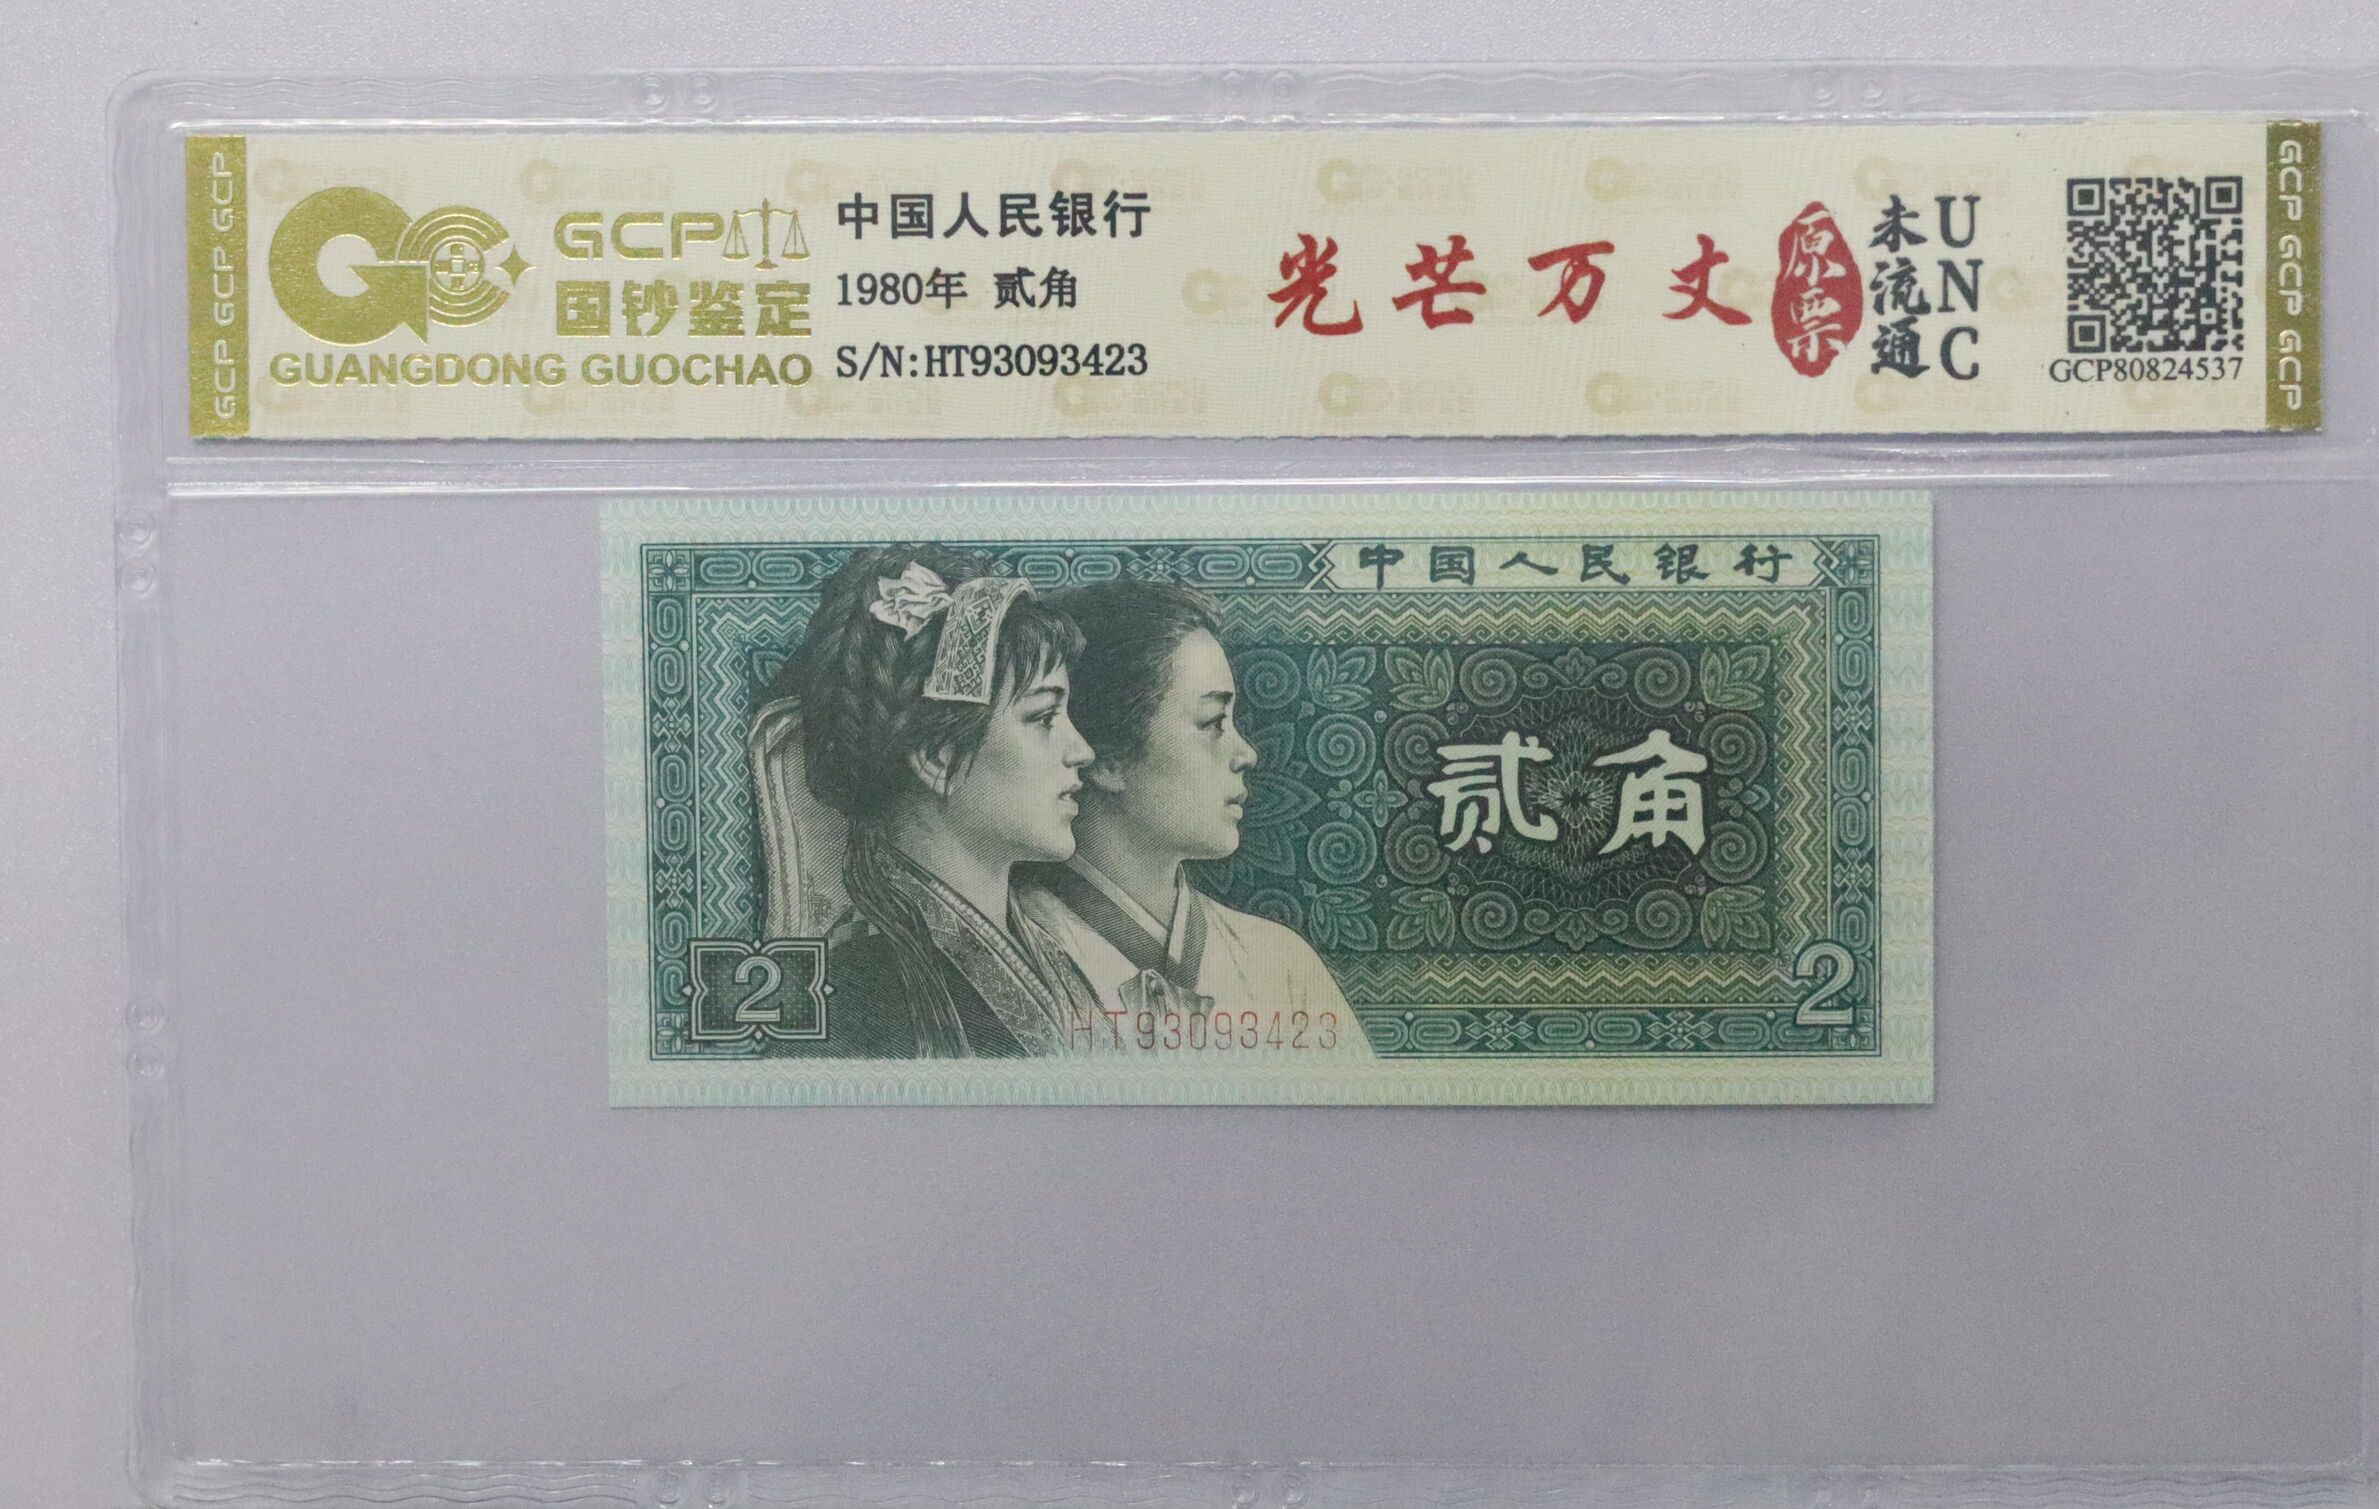 GCP GCP GCP
GCP
国钞鉴定
GUANGDONG GUOCHAO
中国人民银行
1980年 贰角
S/N:HT93093423
光芒万丈
原票
未流通
UNC
GCP80824537
GCP GCP GCP
中国人民银行
贰角
2
2
HT93093423